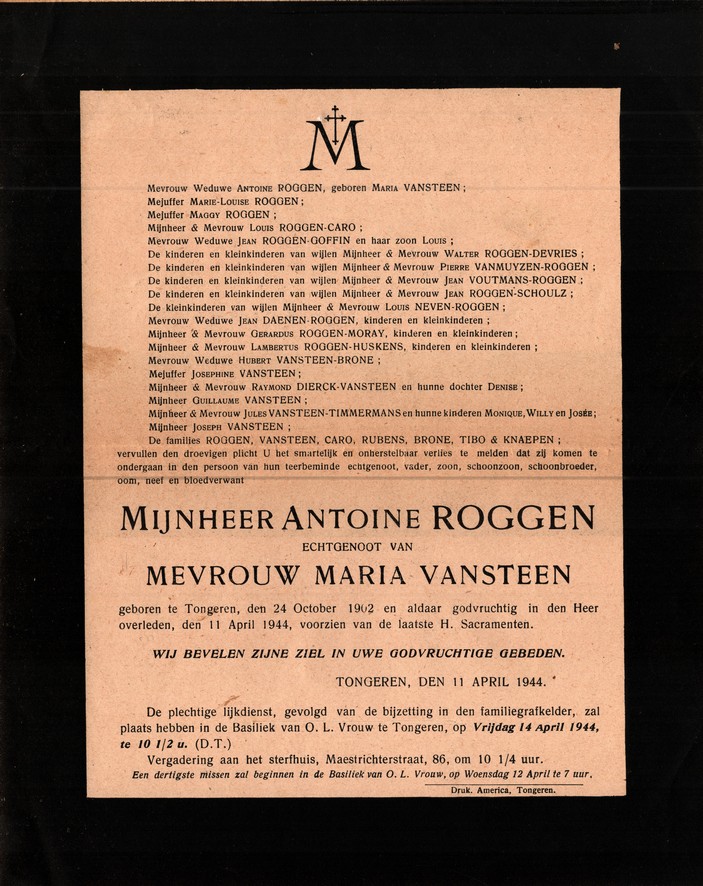 M
Mevrouw Weduwe Antoine ROGGEN, geboren Maria VANSTEEN ;
Mejuffer Marie-Louise ROGGEN ;
Mejuffer Maggy ROGGEN ;
Mijnheer & Mevrouw Louis ROGGEN-CARO ;
Mevrouw Weduwe Jean ROGGEN-GOFFIN en haar zoon Louis ;
De kinderen en kleinkinderen van wijlen Mijnheer & Mevrouw Walter ROGGEN-DEVRIES ;
De kinderen en kleinkinderen van wijlen Mijnheer & Mevrouw Pierre VANMUYZEN-ROGGEN ;
De kinderen en kleinkinderen van wijlen Mijnheer & Mevrouw Jean VOUTMANS-ROGGEN ;
De kinderen en kleinkinderen van wijlen Mijnheer & Mevrouw Jean ROGGEN-SCHOULZ ;
De kleinkinderen van wijlen Mijnheer & Mevrouw Louis NEVEN-ROGGEN ;
Mevrouw Weduwe Jean DAENEN-ROGGEN, kinderen en kleinkinderen ;
Mijnheer & Mevrouw Gerardus ROGGEN-MORAY, kinderen en kleinkinderen ;
Mijnheer & Mevrouw Lambertus ROGGEN-HUSKENS, kinderen en kleinkinderen ;
Mevrouw Weduwe Hubert VANSTEEN-BRONE ;
Mejuffer Josephine VANSTEEN ;
Mijnheer & Mevrouw Raymond DIERCK-VANSTEEN en hunne dochter Denise ;
Mijnheer Guillaume VANSTEEN ;
Mijnheer & Mevrouw Jules VANSTEEN-TIMMERMANS en hunne kinderen Monique, Willy en Josée ;
Mijnheer Joseph VANSTEEN ;
De families ROGGEN, VANSTEEN, CARO, RUBENS, BRONE, TIBO & KNAEPEN ;
vervullen den droevigen plicht U het smartelijk en onherstelbaar verlies te melden dat zij komen te
ondergaan in den persoon van hun teerbeminde echtgenoot, vader, zoon, schoonzoon, schoonbroeder,
oom, neef en bloedverwant
Mijnheer Antoine ROGGEN
ECHTGENOOT VAN
MEVROUW MARIA VANSTEEN
geboren te Tongeren, den 24 October 1902 en aldaar godvruchtig in den Heer
overleden, den 11 April 1944, voorzien van de laatste H. Sacramenten.
WIJ BEVELEN ZIJNE ZIEL IN UWE GODVRUCHTIGE GEBEDEN.
TONGEREN, DEN 11 APRIL 1944.
De plechtige lijkdienst, gevolgd van de bijzetting in den familiegrafkelder, zal
plaats hebben in de Basiliek van O. L. Vrouw te Tongeren, op Vrijdag 14 April 1944,
te 10 1/2 u. (D.T.)
Vergadering aan het sterfhuis, Maestrichterstraat, 86, om 10 1/4 uur.
Een dertigste missen zal beginnen in de Basiliek van O. L. Vrouw, op Woensdag 12 April te 7 uur.
Druk. America, Tongeren.